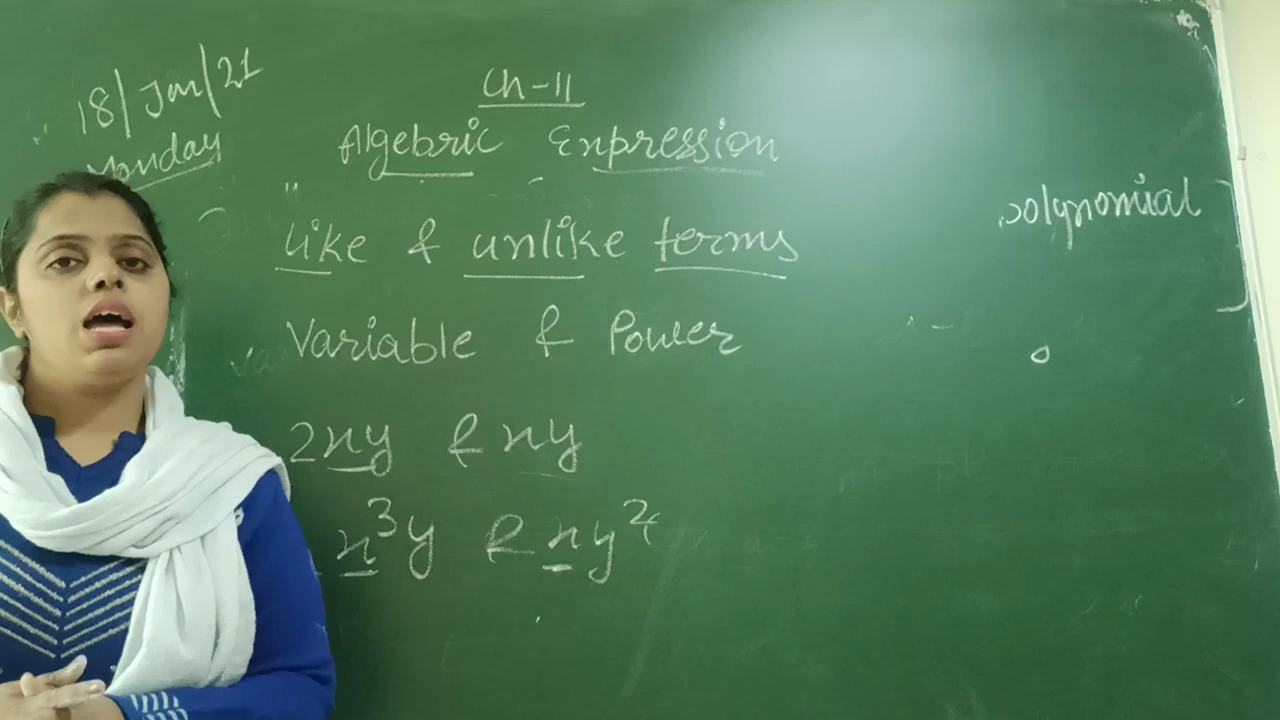 18/Jan/21
Monday
Ch-11
Algebric Expression
Like & unlike terms
polynomial
Variable & Power
2xy & xy
x³y & xy²